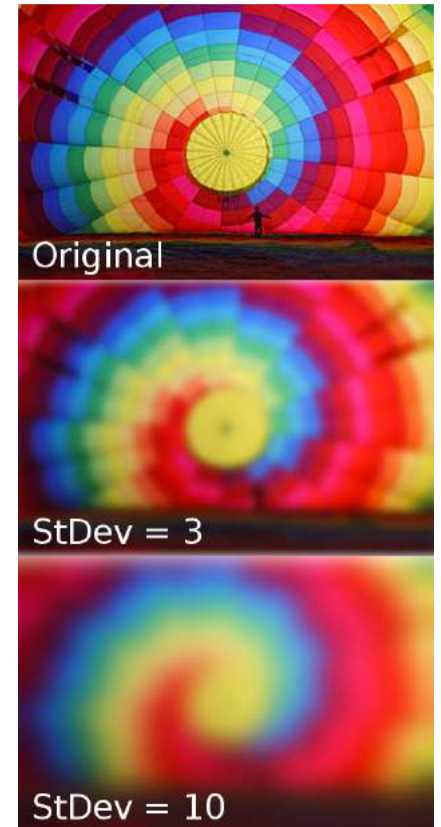 Original
StDev = 3
StDev = 10